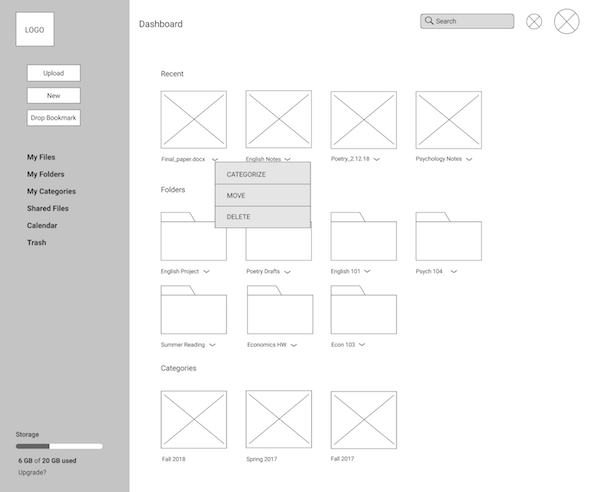 LOGO
Dashboard
Search
Upload
New
Drop Bookmark
My Files
My Folders
My Categories
Shared Files
Calendar
Trash
Storage
6 GB of 20 GB used
Upgrade?
Recent
Final_paper.docx
English Notes
Poetry_2.12.18
Psychology Notes
CATEGORIZE
MOVE
DELETE
Folders
English Project
Poetry Drafts
English 101
Psych 104
Summer Reading
Economics HW
Econ 103
Categories
Fall 2018
Spring 2017
Fall 2017